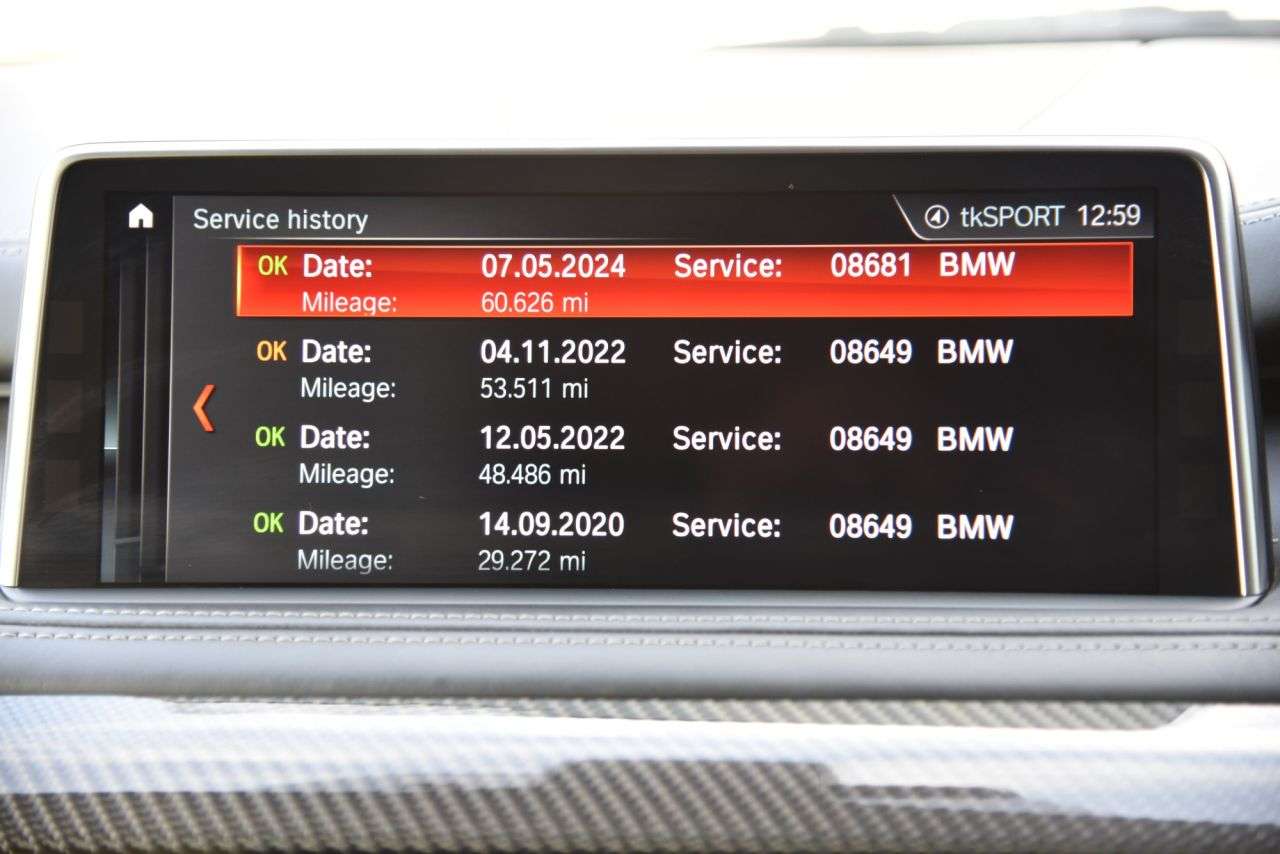 Service history tkSPORT 12:59
OK Date: 07.05.2024 Service: 08681 BMW
Mileage: 60.626 mi
OK Date: 04.11.2022 Service: 08649 BMW
Mileage: 53.511 mi
OK Date: 12.05.2022 Service: 08649 BMW
Mileage: 48.486 mi
OK Date: 14.09.2020 Service: 08649 BMW
Mileage: 29.272 mi